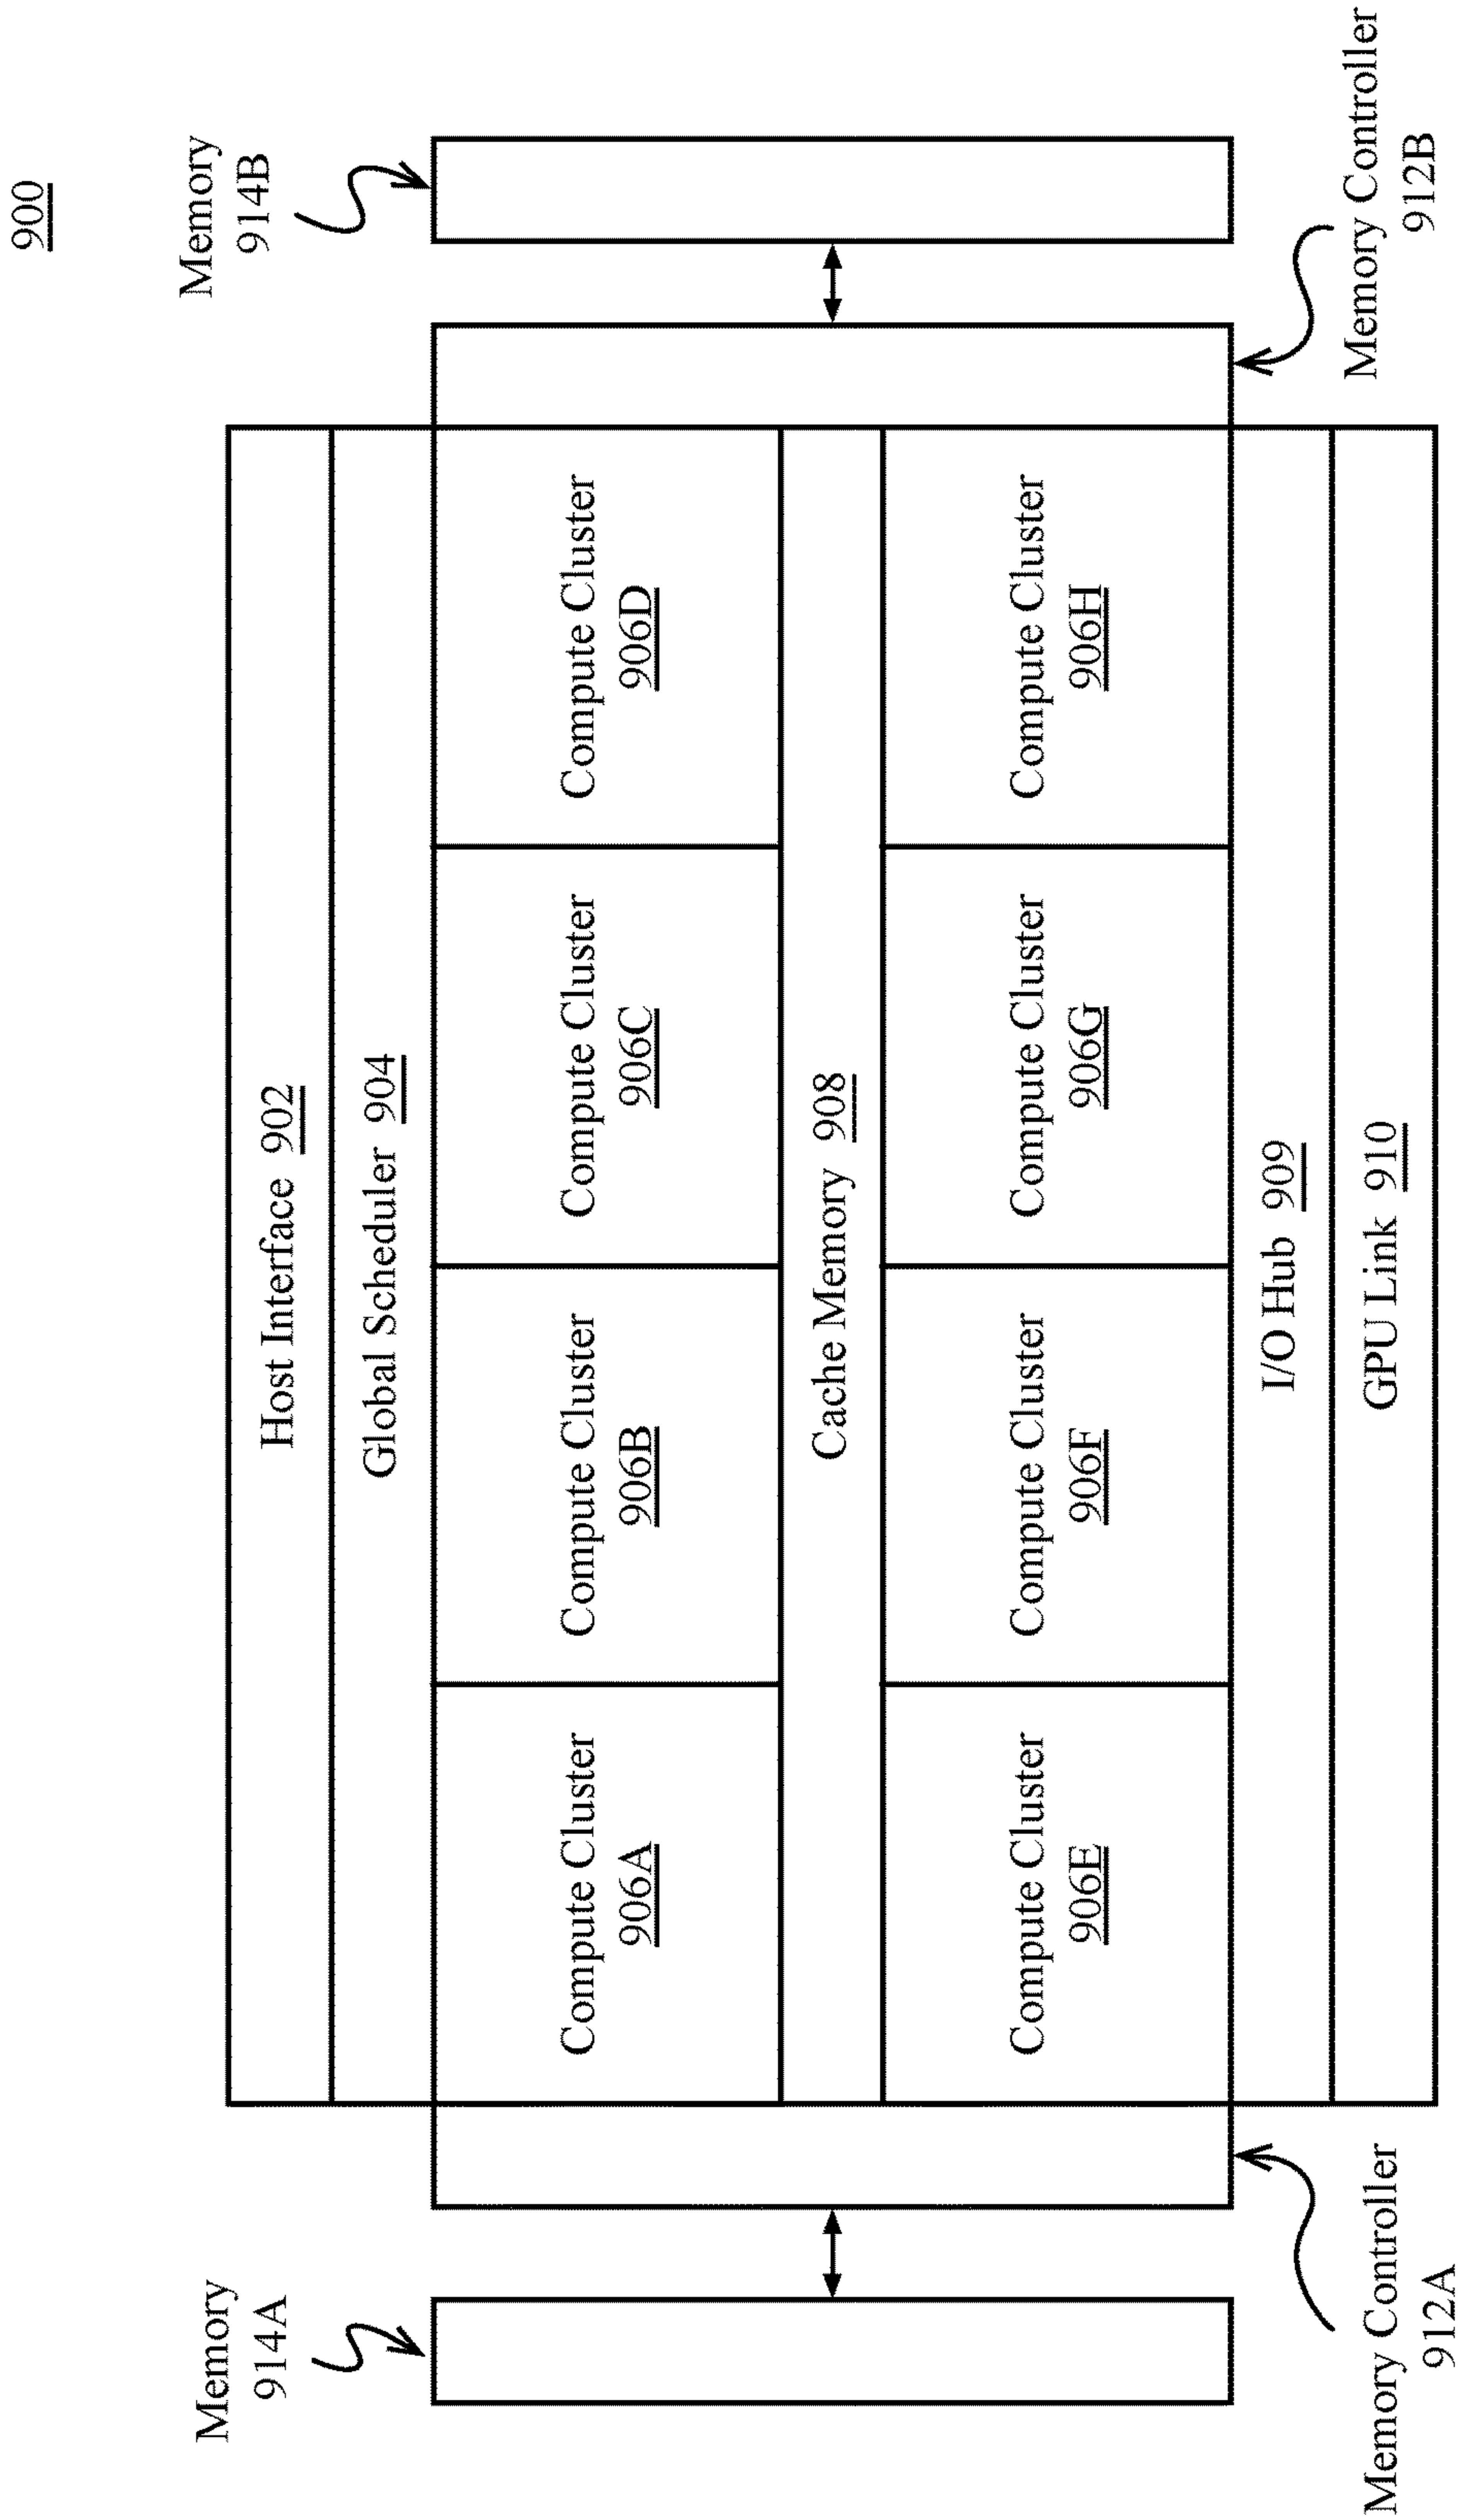 900
Memory
914A
Memory
914B
Host Interface 902
Global Scheduler 904
Compute Cluster
906A
Compute Cluster
906B
Compute Cluster
906C
Compute Cluster
906D
Cache Memory 908
Compute Cluster
906E
Compute Cluster
906F
Compute Cluster
906G
Compute Cluster
906H
I/O Hub 909
GPU Link 910
Memory Controller
912A
Memory Controller
912B